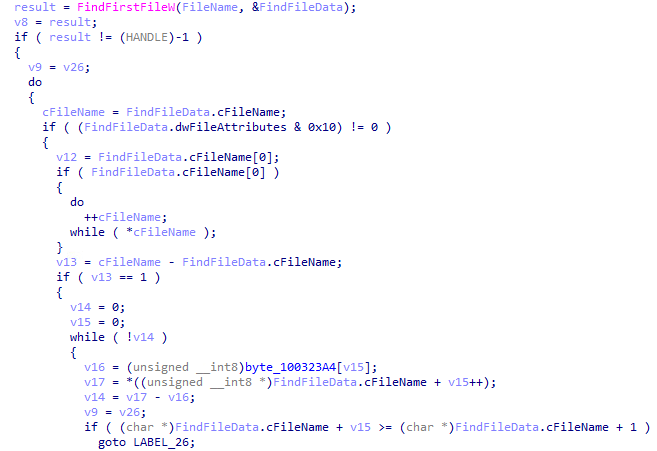 result = FindFirstFileW(FileName, &FindFileData);
v8 = result;
if ( result != (HANDLE)-1 )
{
v9 = v26;
do
{
cFileName = FindFileData.cFileName;
if ( (FindFileData.dwFileAttributes & 0x10) != 0 )
{
v12 = FindFileData.cFileName[0];
if ( FindFileData.cFileName[0] )
{
do
++cFileName;
while ( *cFileName );
}
v13 = cFileName - FindFileData.cFileName;
if ( v13 == 1 )
{
v14 = 0;
v15 = 0;
while ( !v14 )
{
v16 = (unsigned __int8)byte_100323A4[v15];
v17 = *((unsigned __int8 *)FindFileData.cFileName + v15++);
v14 = v17 - v16;
v9 = v26;
if ( (char *)FindFileData.cFileName + v15 >= (char *)FindFileData.cFileName + 1 )
goto LABEL_26;